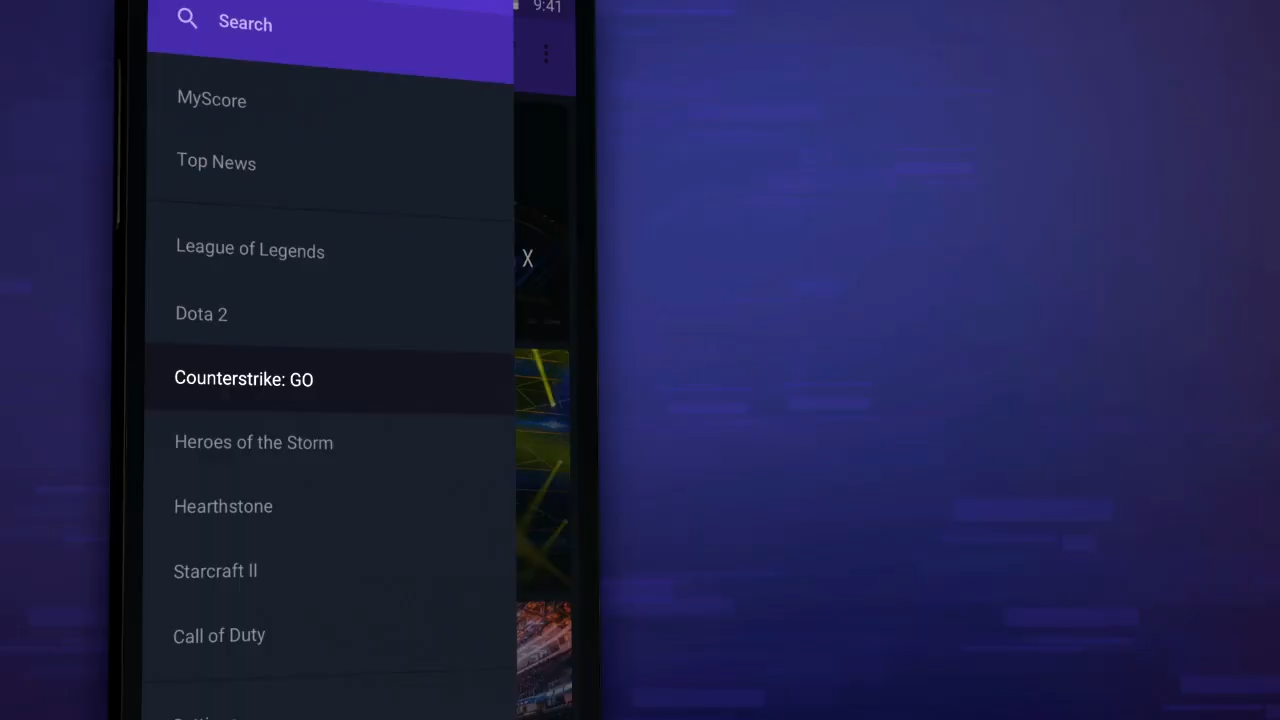 9:41
Search
MyScore
Top News
League of Legends
X
Dota 2
Counterstrike: GO
Heroes of the Storm
Hearthstone
Starcraft II
Call of Duty